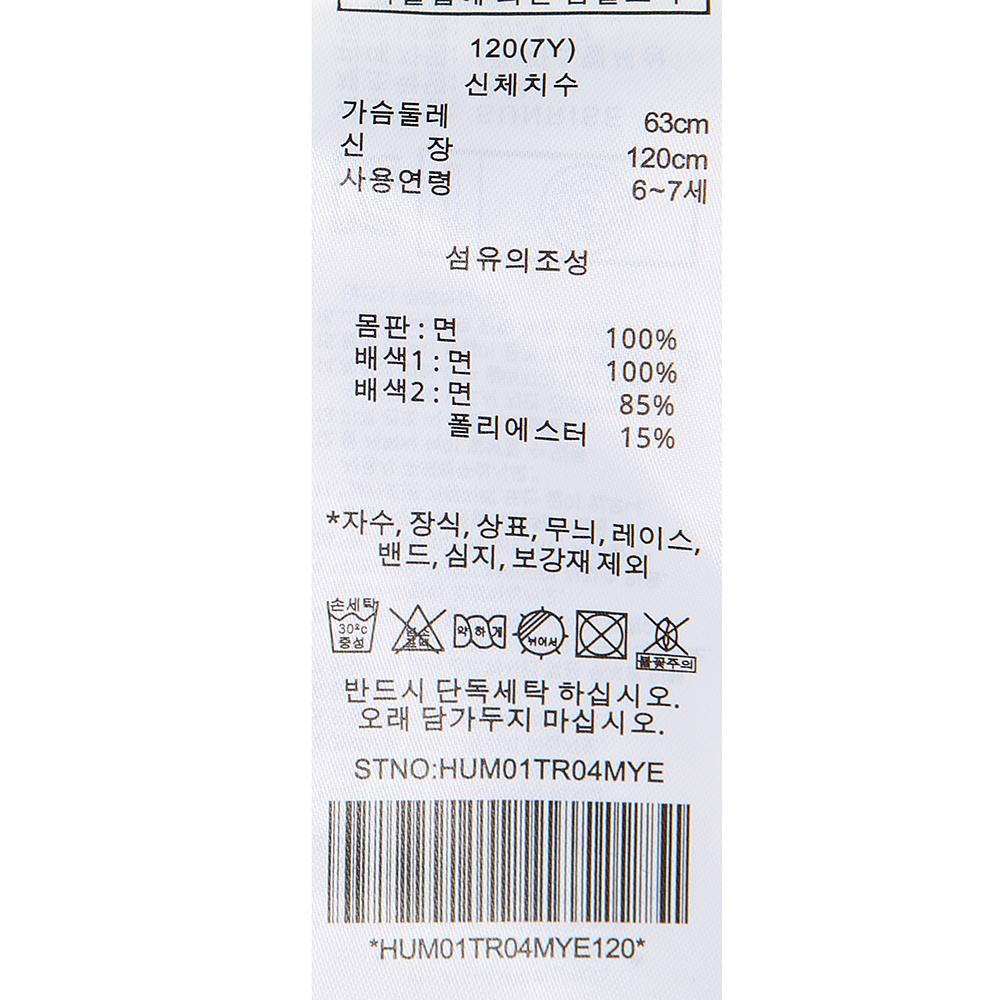 120(7Y)
신체치수
가슴둘레 63cm
신 장 120cm
사용연령 6~7세
섬유의조성
몸판 : 면 100%
배색1 : 면 100%
배색2 : 면 85%
폴리에스터 15%
*자수, 장식, 상표, 무늬, 레이스,
밴드, 심지, 보강재 제외
손세탁
30°c
중성
염소
표백
약하게
뉘어서
불꽃주의
반드시 단독세탁 하십시오.
오래 담가두지 마십시오.
STNO:HUM01TR04MYE
*HUM01TR04MYE120*